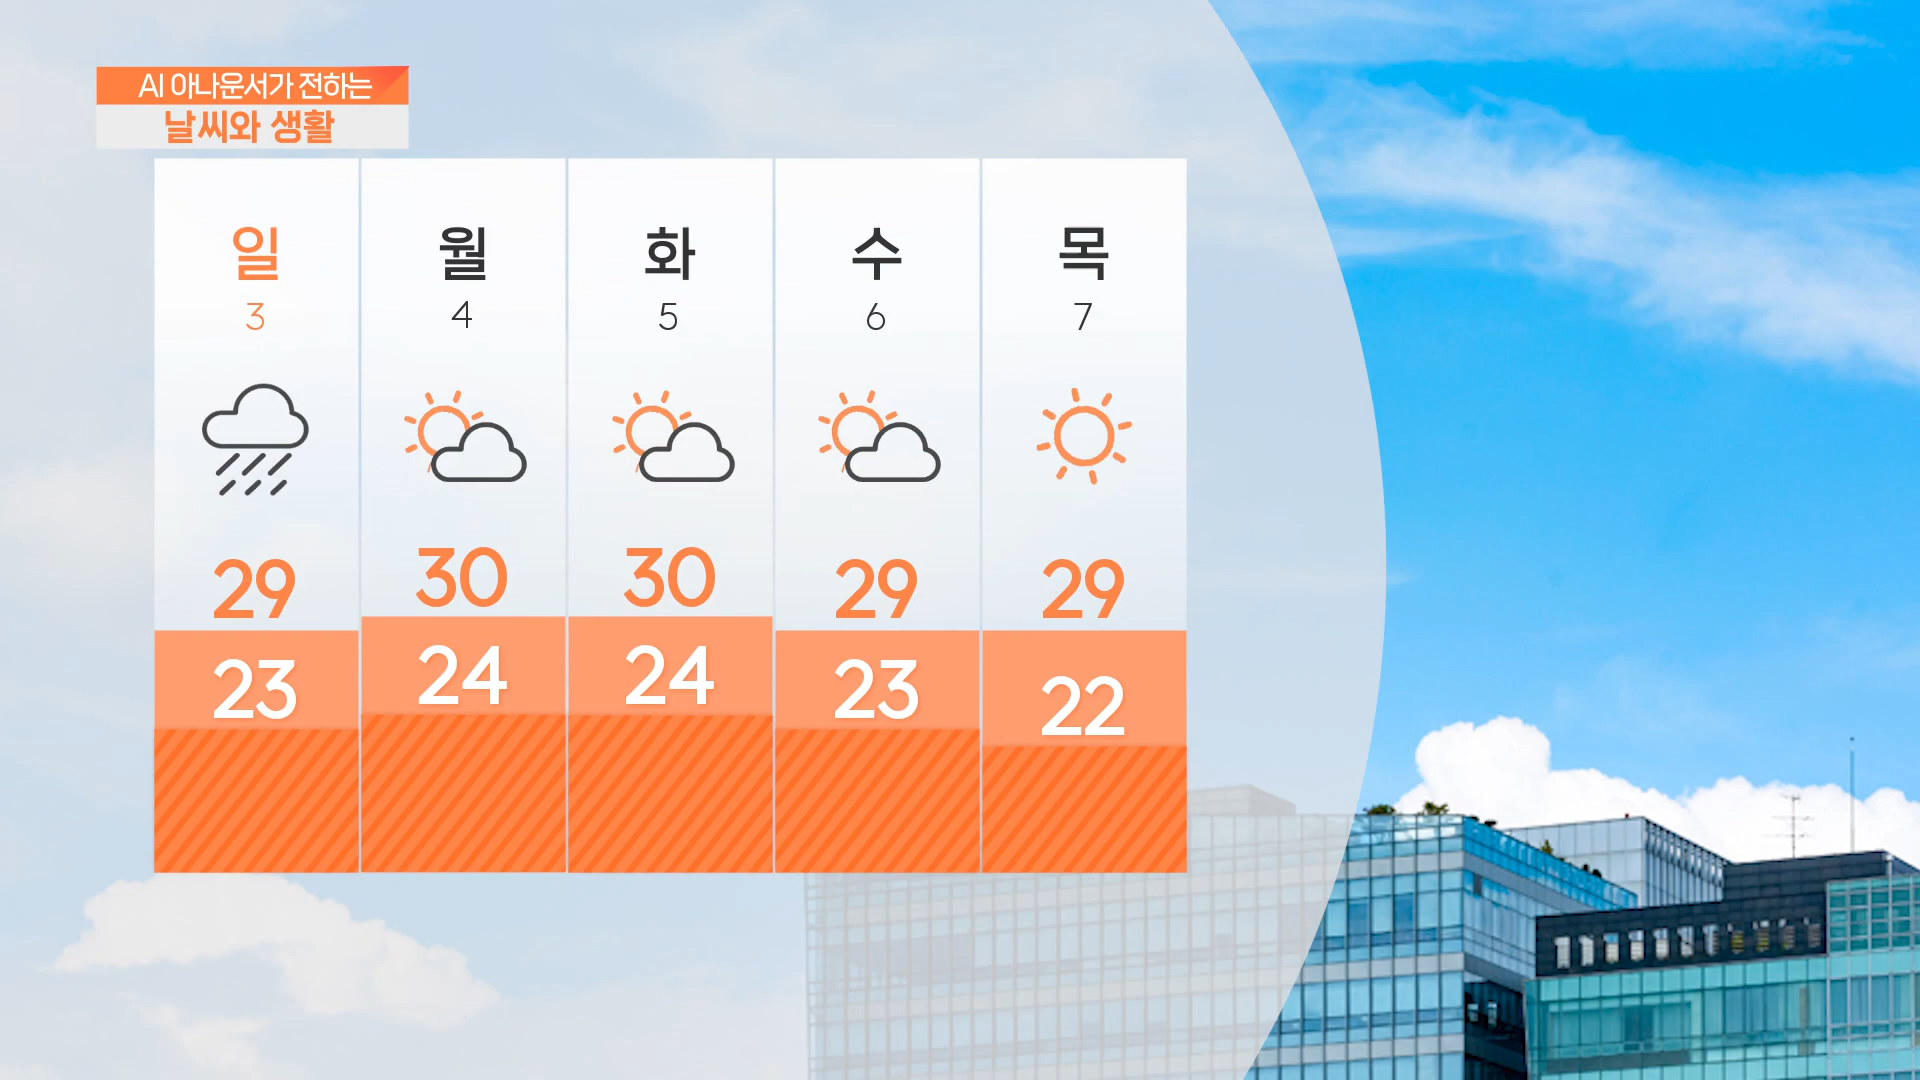 AI 아나운서가 전하는
날씨와 생활
일 월 화 수 목
3 4 5 6 7
29 30 30 29 29
23 24 24 23 22